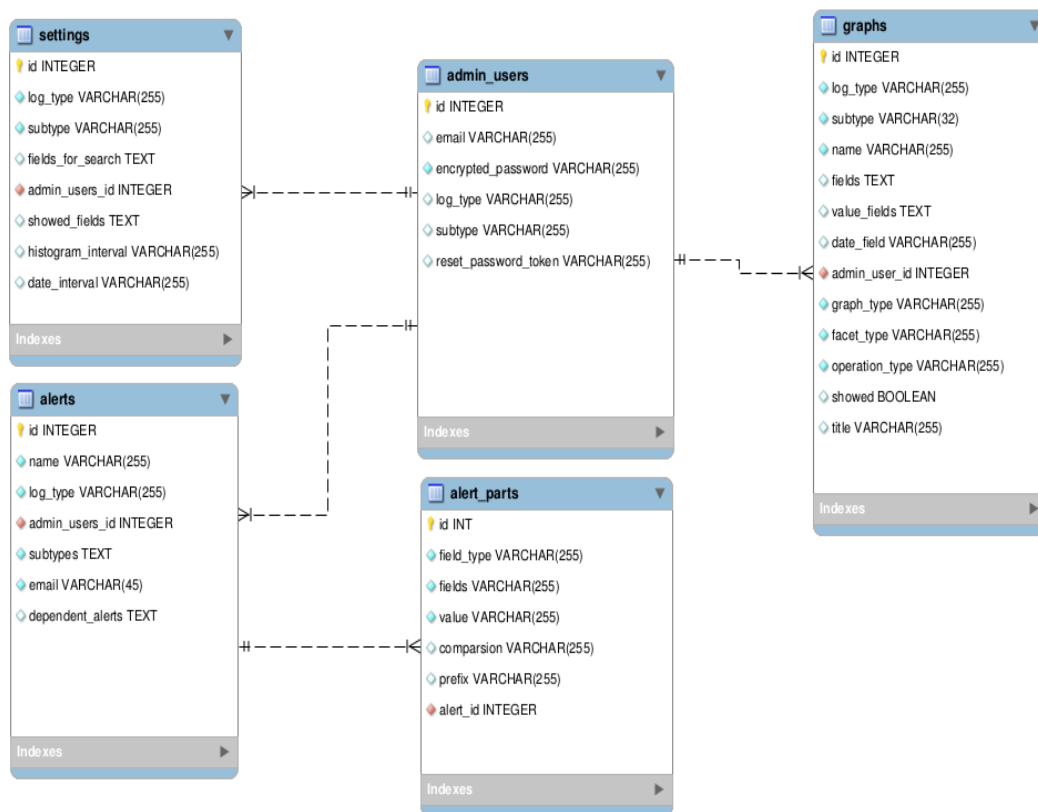 settings
id INTEGER
log_type VARCHAR(255)
subtype VARCHAR(255)
fields_for_search TEXT
admin_users_id INTEGER
showed_fields TEXT
histogram_interval VARCHAR(255)
date_interval VARCHAR(255)
Indexes
alerts
id INTEGER
name VARCHAR(255)
log_type VARCHAR(255)
admin_users_id INTEGER
subtypes TEXT
email VARCHAR(45)
dependent_alerts TEXT
Indexes
admin_users
id INTEGER
email VARCHAR(255)
encrypted_password VARCHAR(255)
log_type VARCHAR(255)
subtype VARCHAR(255)
reset_password_token VARCHAR(255)
Indexes
alert_parts
id INT
field_type VARCHAR(255)
fields VARCHAR(255)
value VARCHAR(255)
comparsion VARCHAR(255)
prefix VARCHAR(255)
alert_id INTEGER
Indexes
graphs
id INTEGER
log_type VARCHAR(255)
subtype VARCHAR(32)
name VARCHAR(255)
fields TEXT
value_fields TEXT
date_field VARCHAR(255)
admin_user_id INTEGER
graph_type VARCHAR(255)
facet_type VARCHAR(255)
operation_type VARCHAR(255)
showed BOOLEAN
title VARCHAR(255)
Indexes